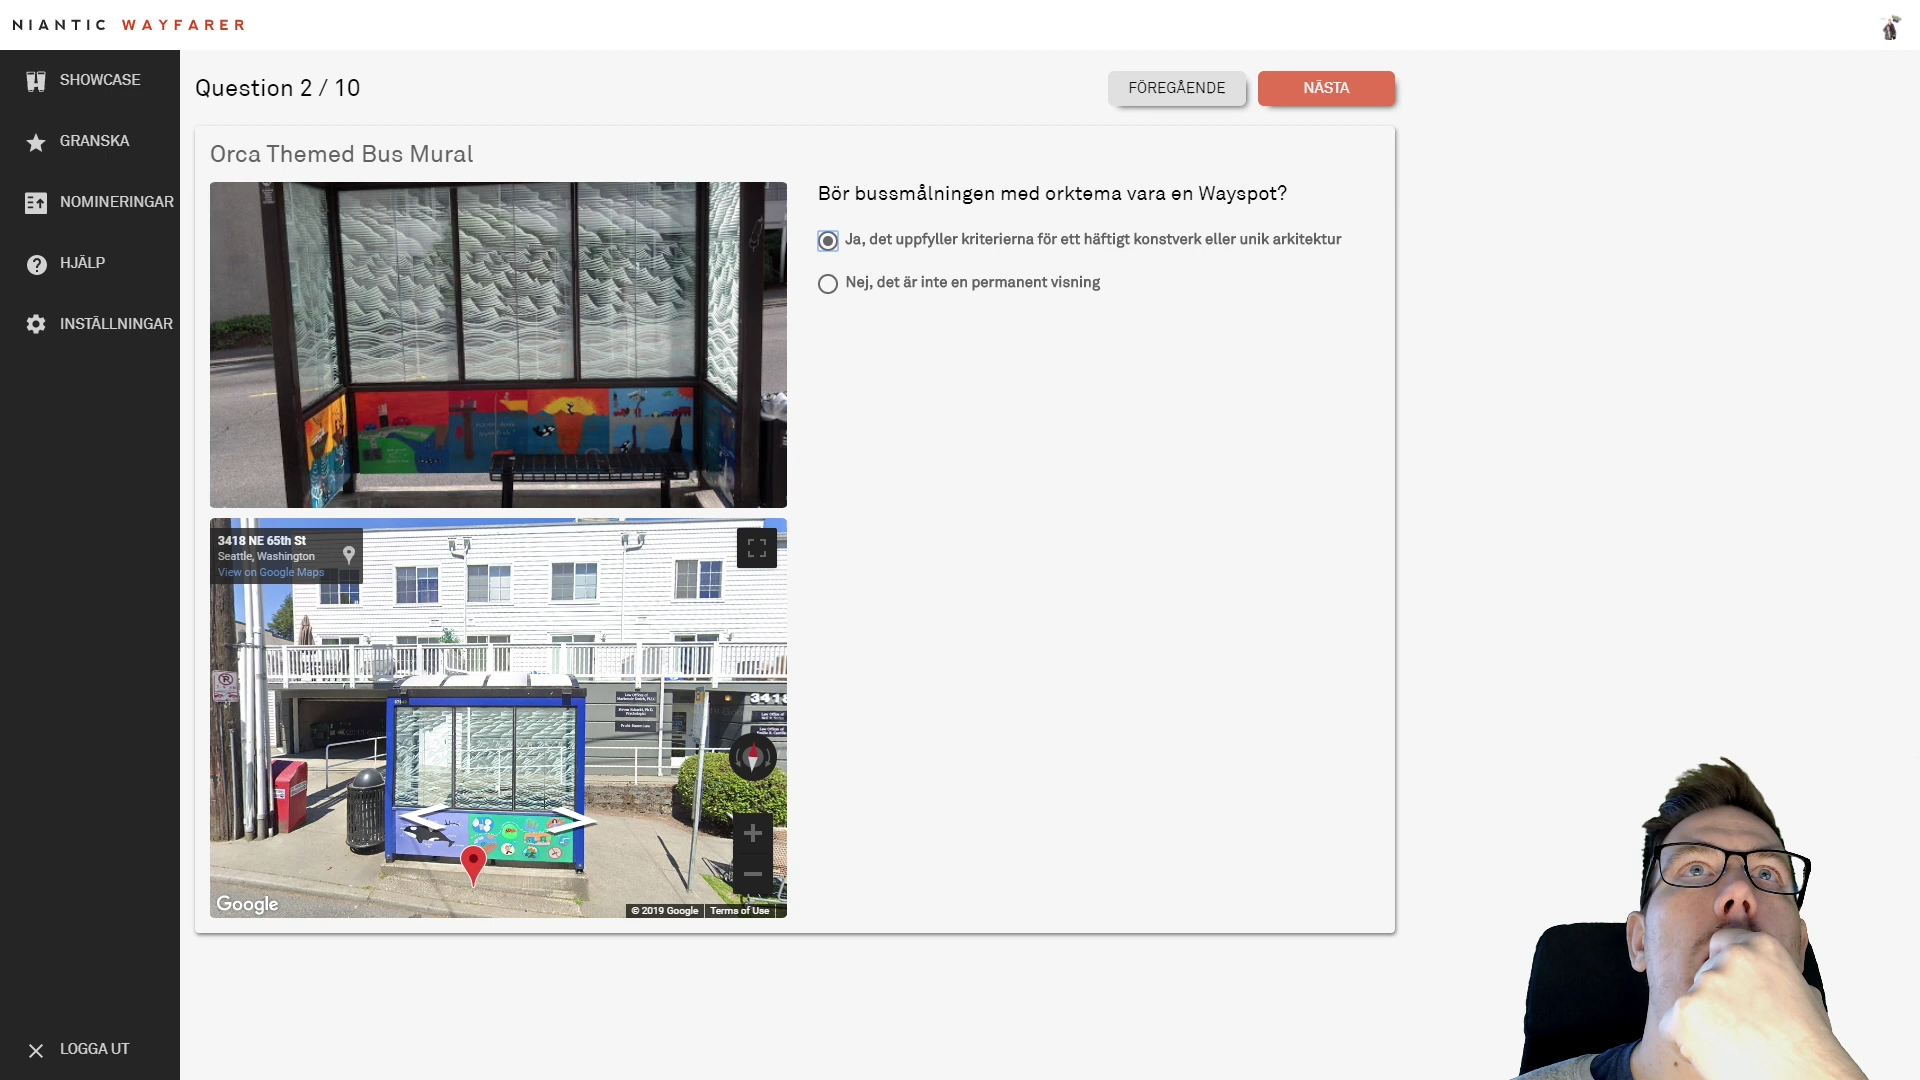 NIANTIC WAYFARER
SHOWCASE
GRANSKA
NOMINERINGAR
HJÄLP
INSTÄLLNINGAR
LOGGA UT
Question 2 / 10
FÖREGÅENDE
NÄSTA
Orca Themed Bus Mural
Bör bussmålningen med orktema vara en Wayspot?
Ja, det uppfyller kriterierna för ett häftigt konstverk eller unik arkitektur
Nej, det är inte en permanent visning
3418 NE 65th St
Seattle, Washington
View on Google Maps
3418
Google
© 2019 Google
Terms of Use